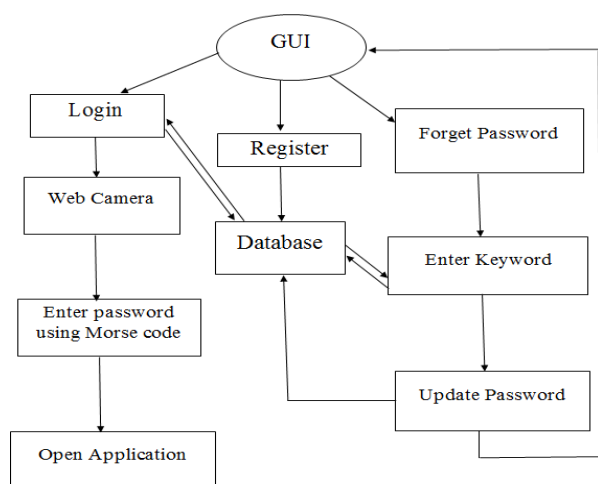 GUI
Login
Register
Forget Password
Web Camera
Database
Enter Keyword
Enter password
using Morse code
Update Password
Open Application